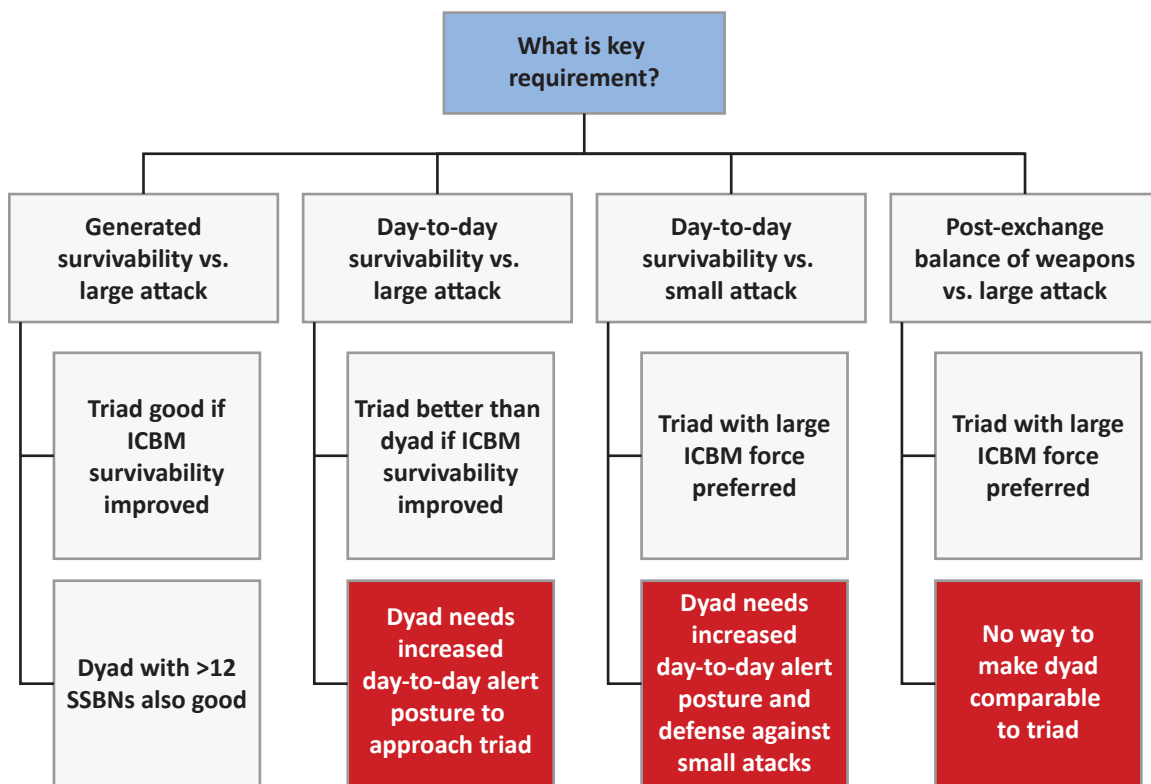 What is key
requirement?
Generated
survivability vs.
large attack
Day-to-day
survivability vs.
large attack
Day-to-day
survivability vs.
small attack
Post-exchange
balance of weapons
vs. large attack
Triad good if
ICBM
survivability
improved
Triad better than
dyad if ICBM
survivability
improved
Triad with large
ICBM force
preferred
Triad with large
ICBM force
preferred
Dyad with >12
SSBNs also good
Dyad needs
increased
day-to-day alert
posture to
approach triad
Dyad needs
increased
day-to-day alert
posture and
defense against
small atacks
No way to
make dyad
comparable
to triad